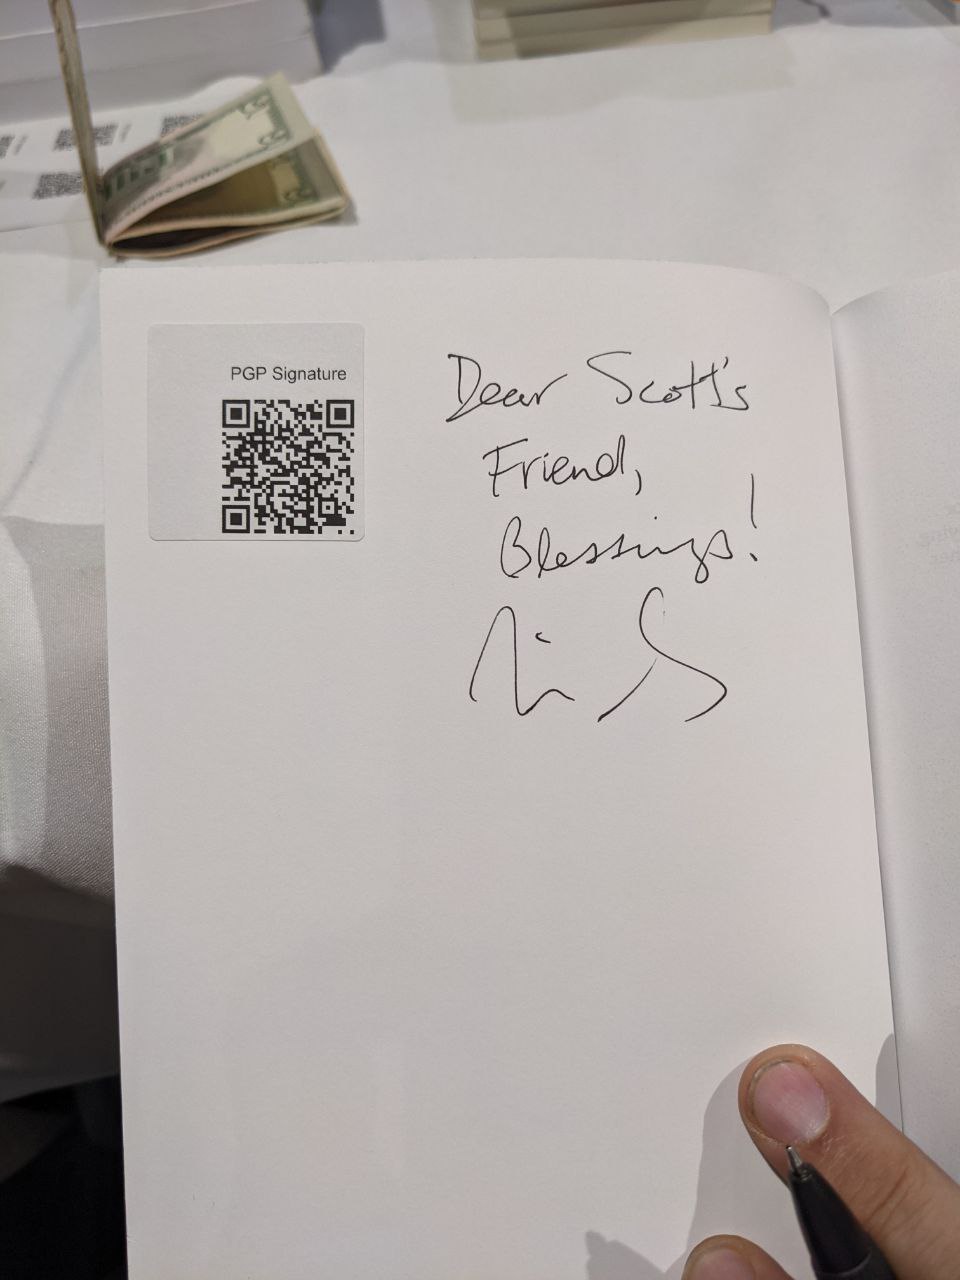 PGP Signature
Dear Scott's
Friend,
Blessings!